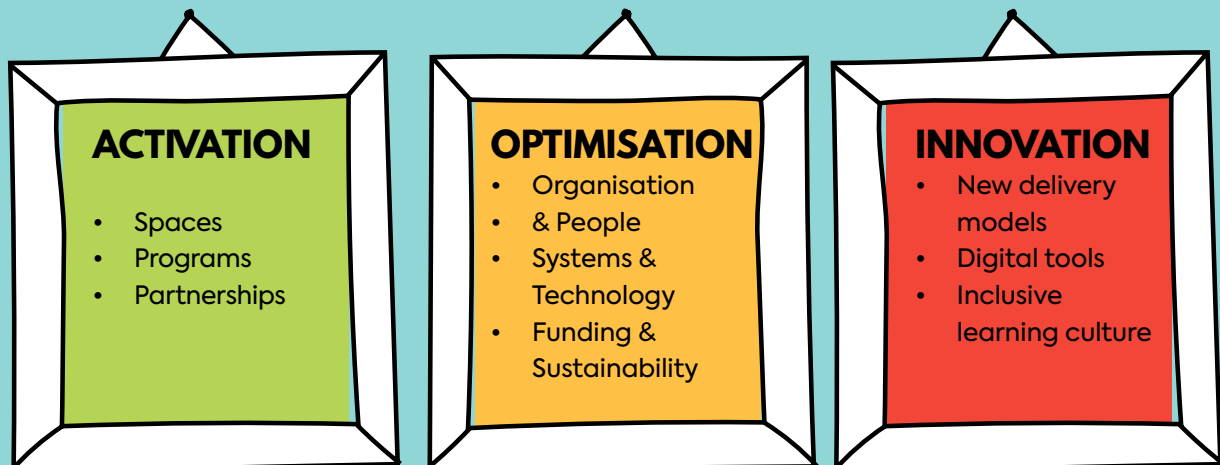 ACTIVATION
• Spaces
• Programs
• Partnerships
OPTIMISATION
• Organisation
• & People
• Systems &
Technology
• Funding &
Sustainability
INNOVATION
• New delivery
models
• Digital tools
• Inclusive
learning culture